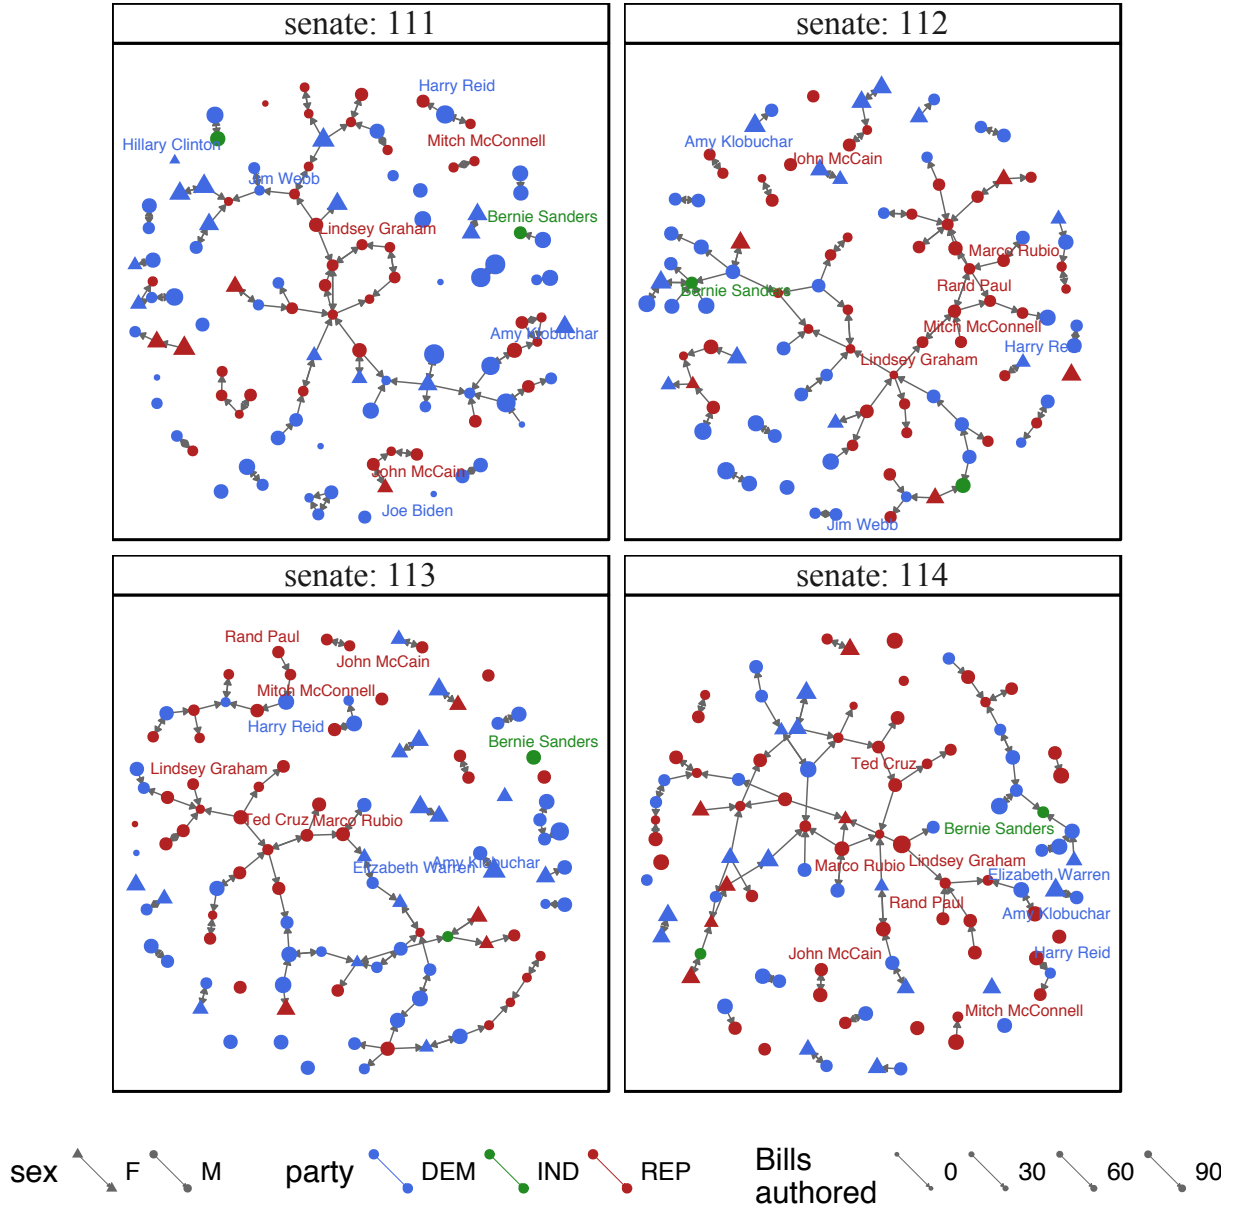 senate: 111
senate: 112
Harry Reid
Mitch McConnell
Hillary Clinton
Jim Webb
Bernie Sanders
Lindsey Graham
Amy Klobuchar
John McCain
Joe Biden
Amy Klobuchar
John McCain
Marco Rubio
Bernie Sanders
Rand Paul
Mitch McConnell
Harry Reid
Lindsey Graham
Jim Webb
senate: 113
senate: 114
Rand Paul
John McCain
Mitch McConnell
Harry Reid
Bernie Sanders
Lindsey Graham
Ted Cruz
Marco Rubio
Elizabeth Warren
Amy Klobuchar
Ted Cruz
Bernie Sanders
Marco Rubio
Lindsey Graham
Elizabeth Warren
Rand Paul
Amy Klobuchar
John McCain
Harry Reid
Mitch McConnell
sex F M party DEM IND REP Bills authored 0 30 60 90